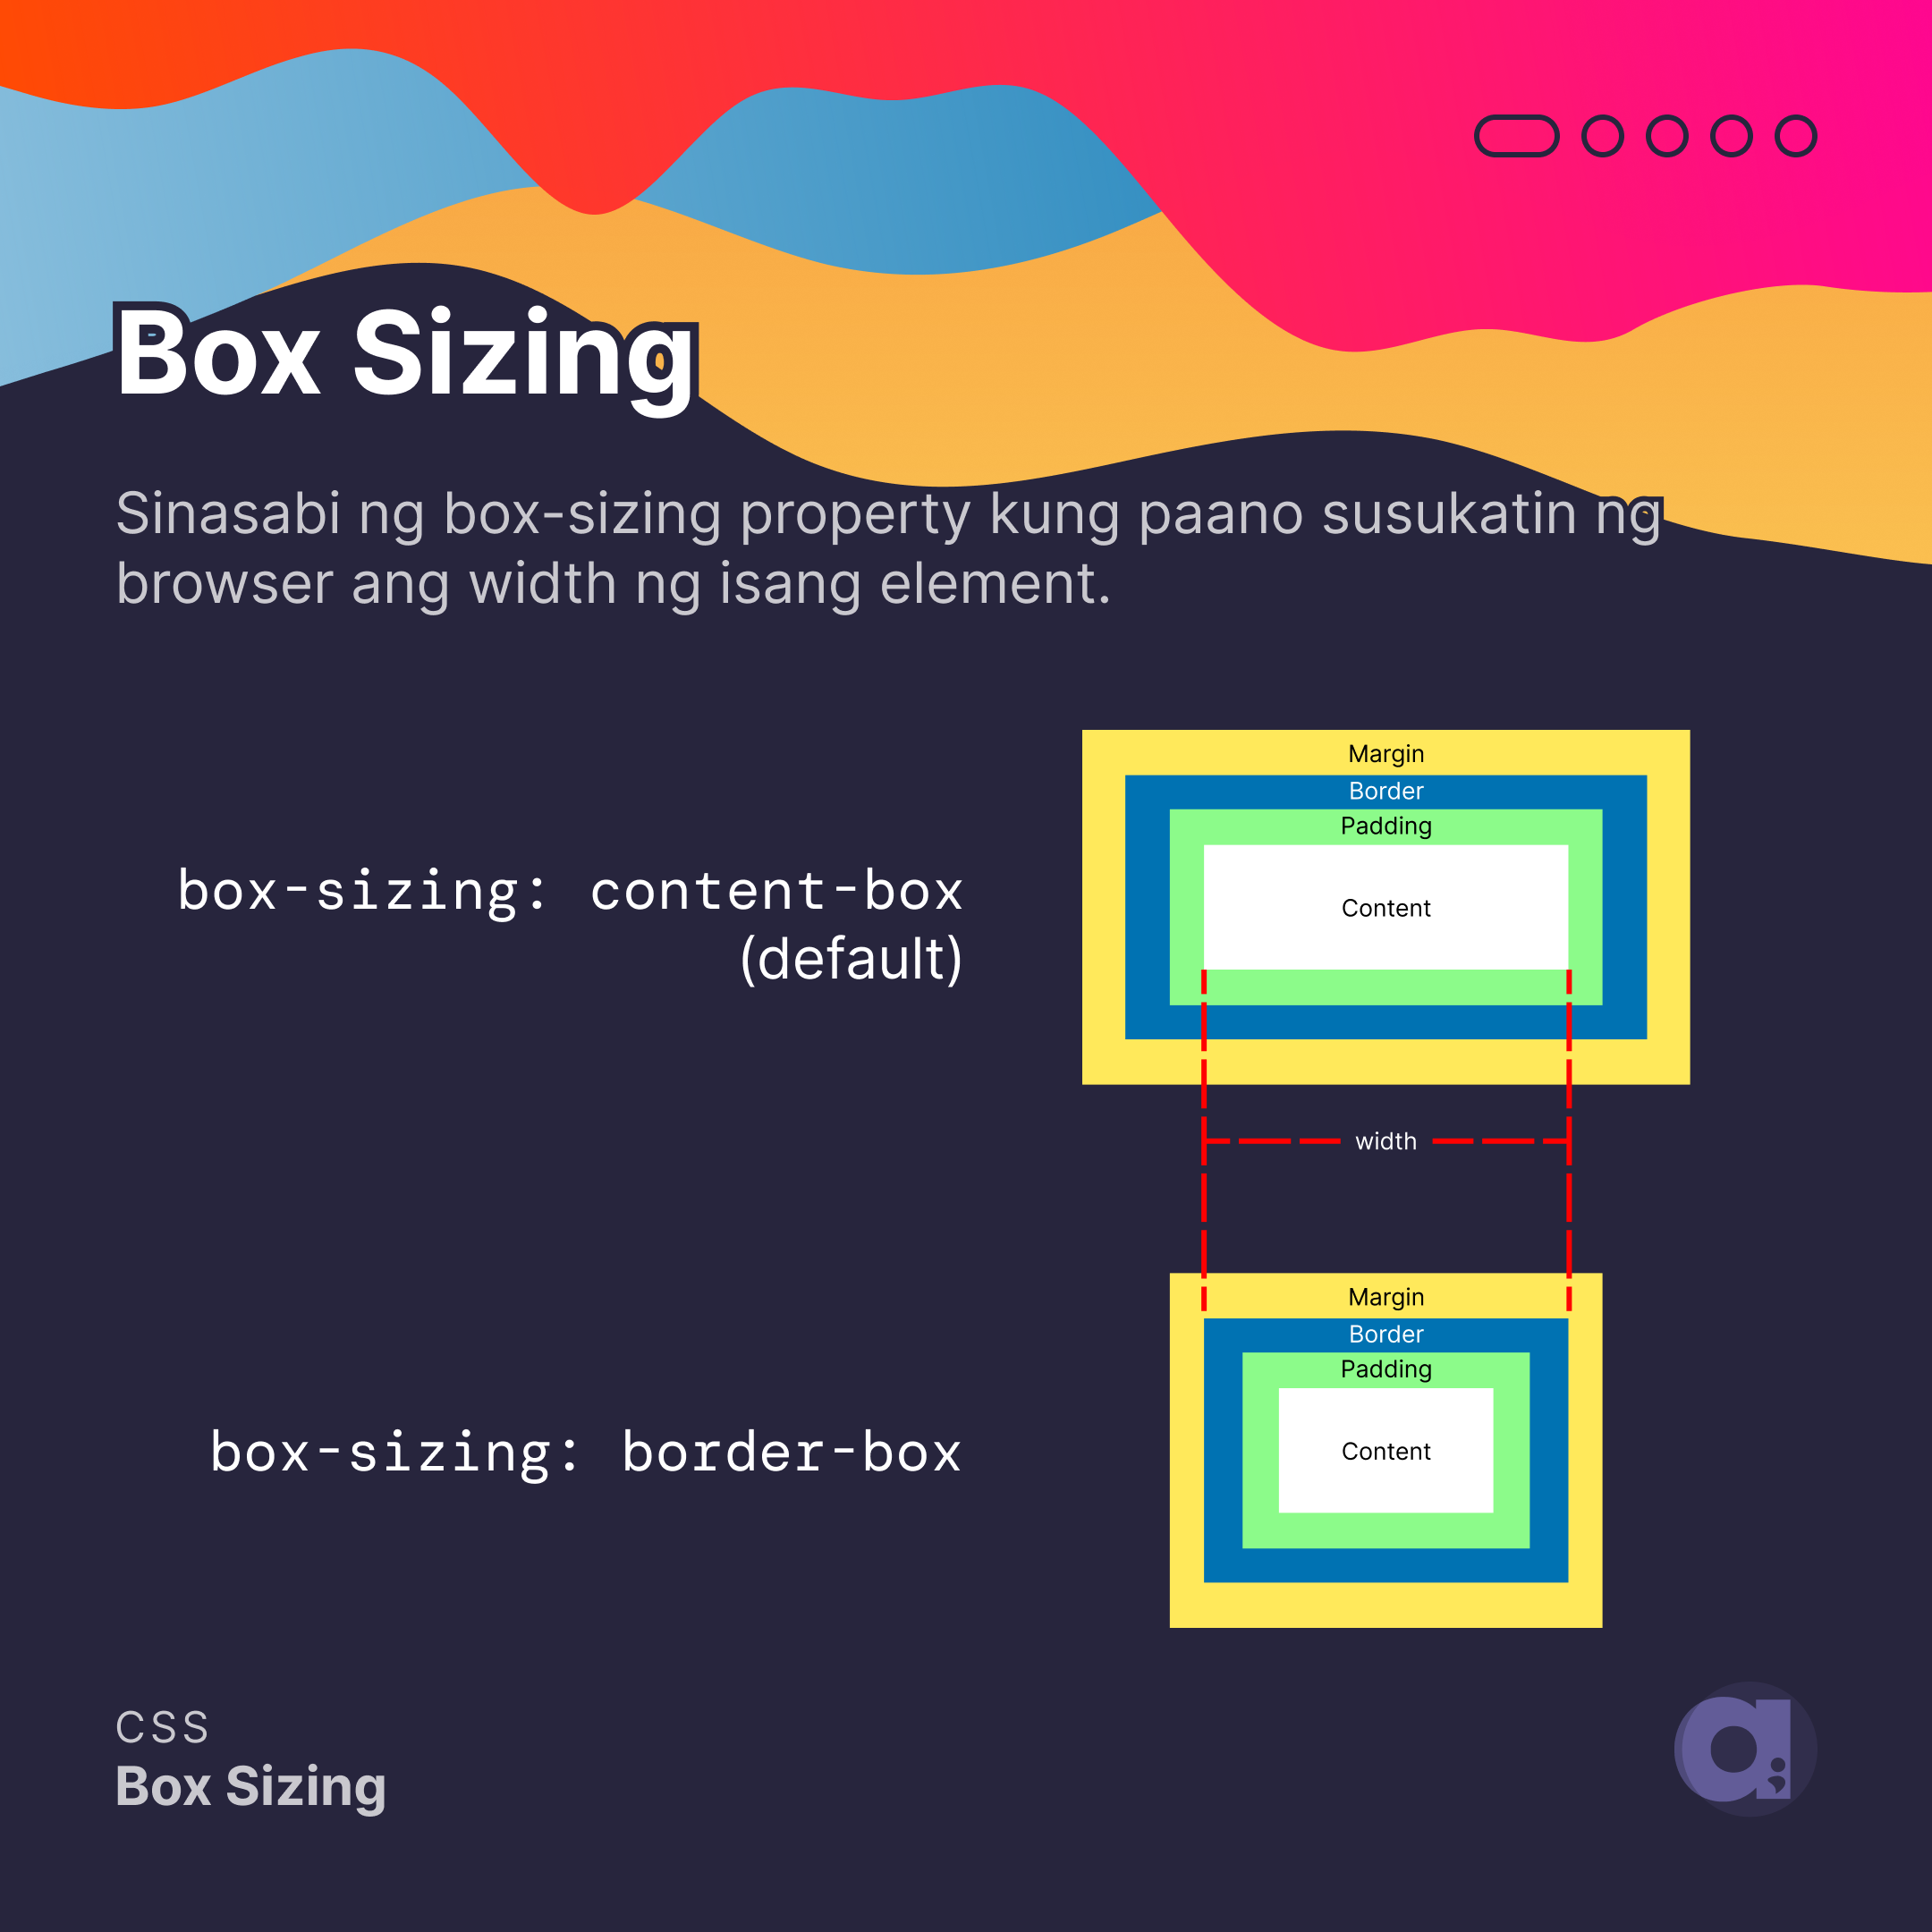 Box Sizing
Sinasabi ng box-sizing property kung paano susukatin ng
browser ang width ng isang element.
box-sizing: content-box
(default)
Margin
Border
Padding
Content
width
box-sizing: border-box
Margin
Border
Padding
Content
CSS
Box Sizing
a;